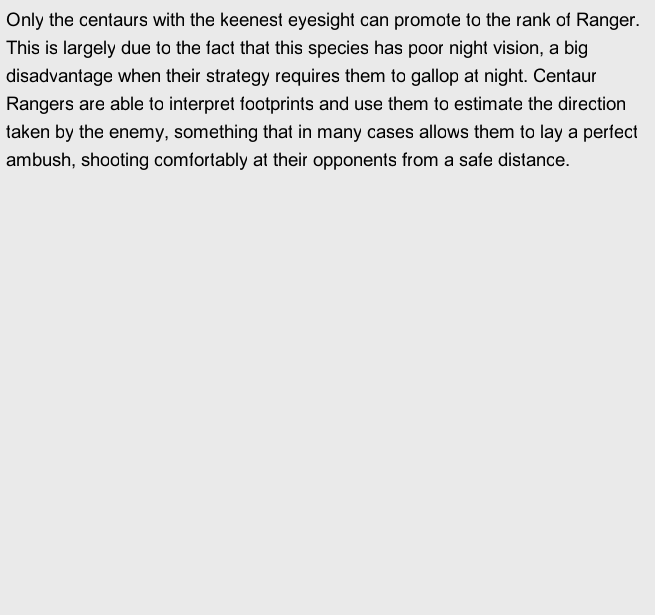 Only the centaurs with the keenest eyesight can promote to the rank of Ranger.
This is largely due to the fact that this species has poor night vision, a big
disadvantage when their strategy requires them to gallop at night. Centaur
Rangers are able to interpret footprints and use them to estimate the direction
taken by the enemy, something that in many cases allows them to lay a perfect
ambush, shooting comfortably at their opponents from a safe distance.